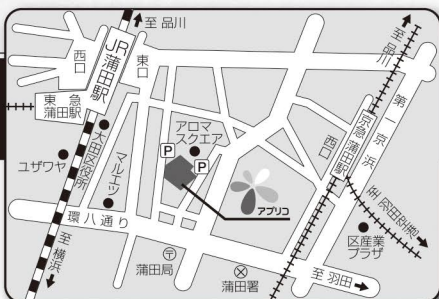 至 品川
至 品川
西口
JR蒲田駅
東口
東急
蒲田駅
大田区役所
ユザワヤ
マルエツ
アロマ
スクエア
P
P
アプリコ
西口
京急蒲田駅
第一京浜
至 羽田(空港)
環八通り
至 横浜
〒
蒲田局
蒲田署
区産業
プラザ
至 羽田